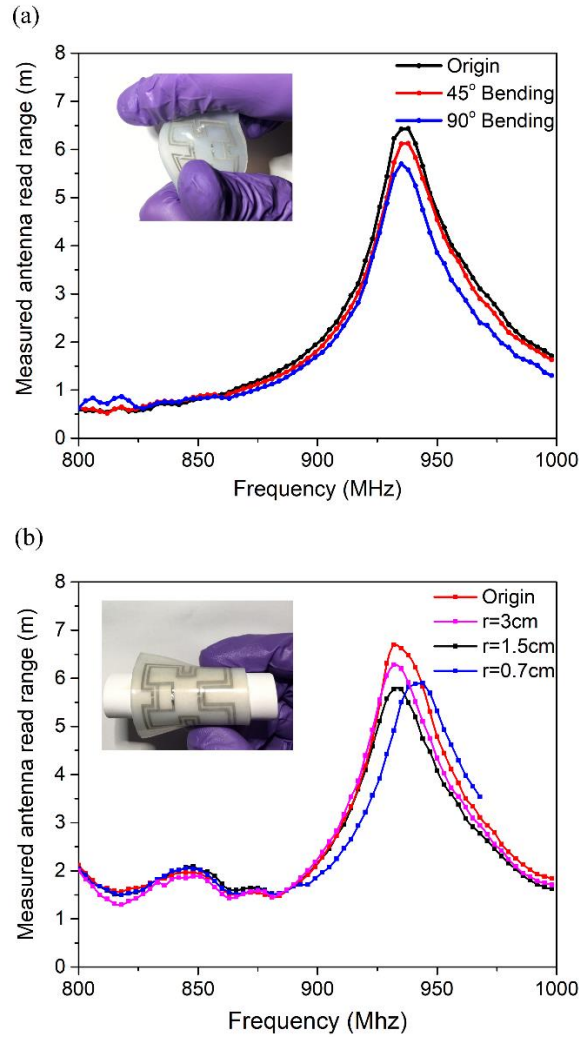 (a)
8
7
6
5
4
3
2
1
0
Measured antenna read range (m)
Origin
45° Bending
90° Bending
800 850 900 950 1000
Frequency (MHz)
(b)
8
7
6
5
4
3
2
1
0
Measured antenna read range (m)
Origin
r=3cm
r=1.5cm
r=0.7cm
800 850 900 950 1000
Frequency (Mhz)